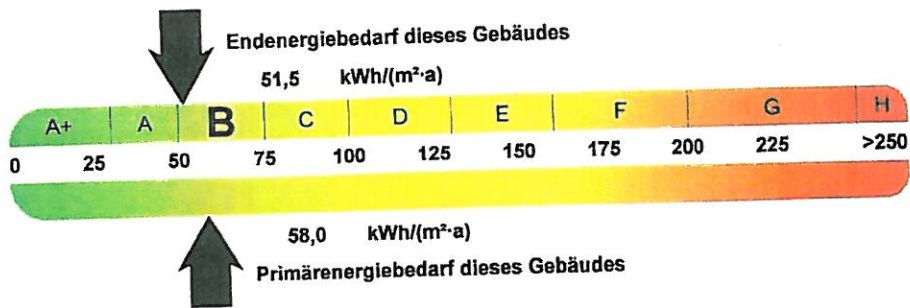 Endenergiebedarf dieses Gebäudes
51,5 kWh/(m²·a)
A+ A B C D E F G H
0 25 50 75 100 125 150 175 200 225 >250
58,0 kWh/(m²·a)
Primärenergiebedarf dieses Gebäudes